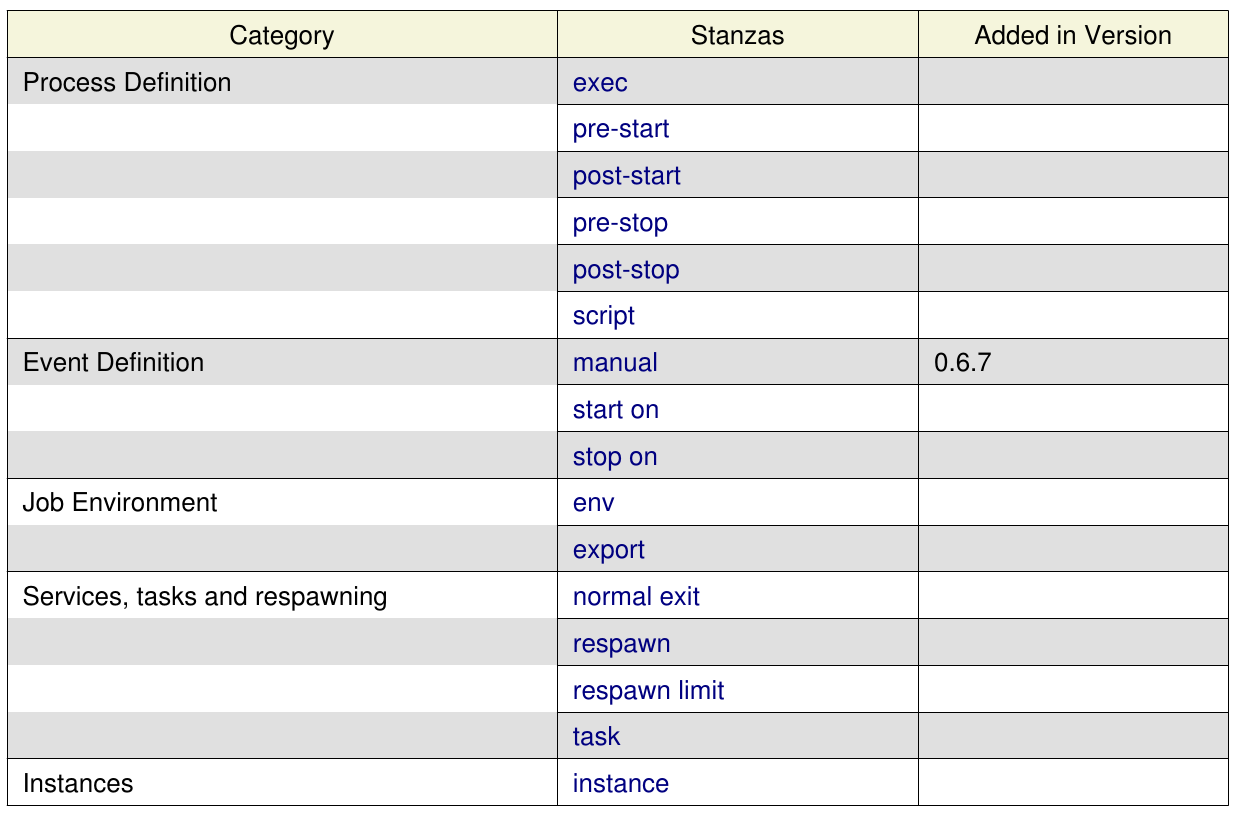 Category Stanzas Added in Version
Process Definition exec
pre-start
post-start
pre-stop
post-stop
script
Event Definition manual 0.6.7
start on
stop on
Job Environment env
export
Services, tasks and respawning normal exit
respawn
respawn limit
task
Instances instance